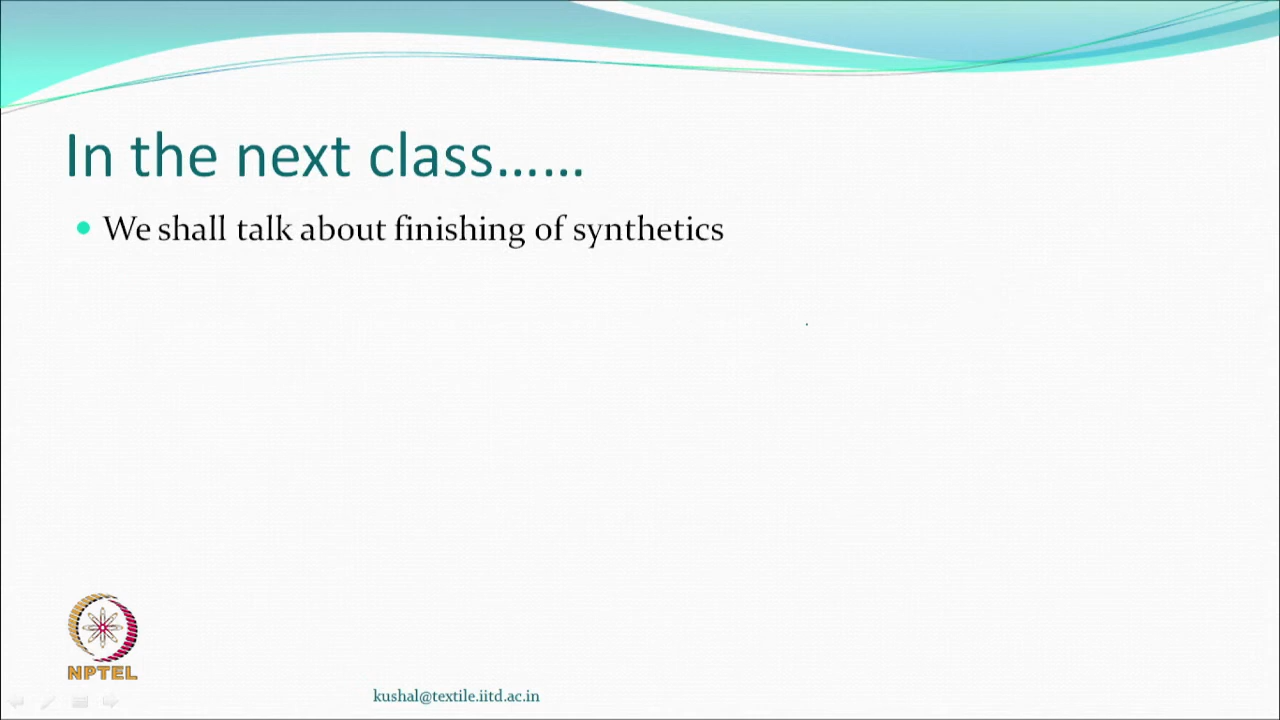 In the next class……
We shall talk about finishing of synthetics
NPTEL
kushal@textile.iitd.ac.in